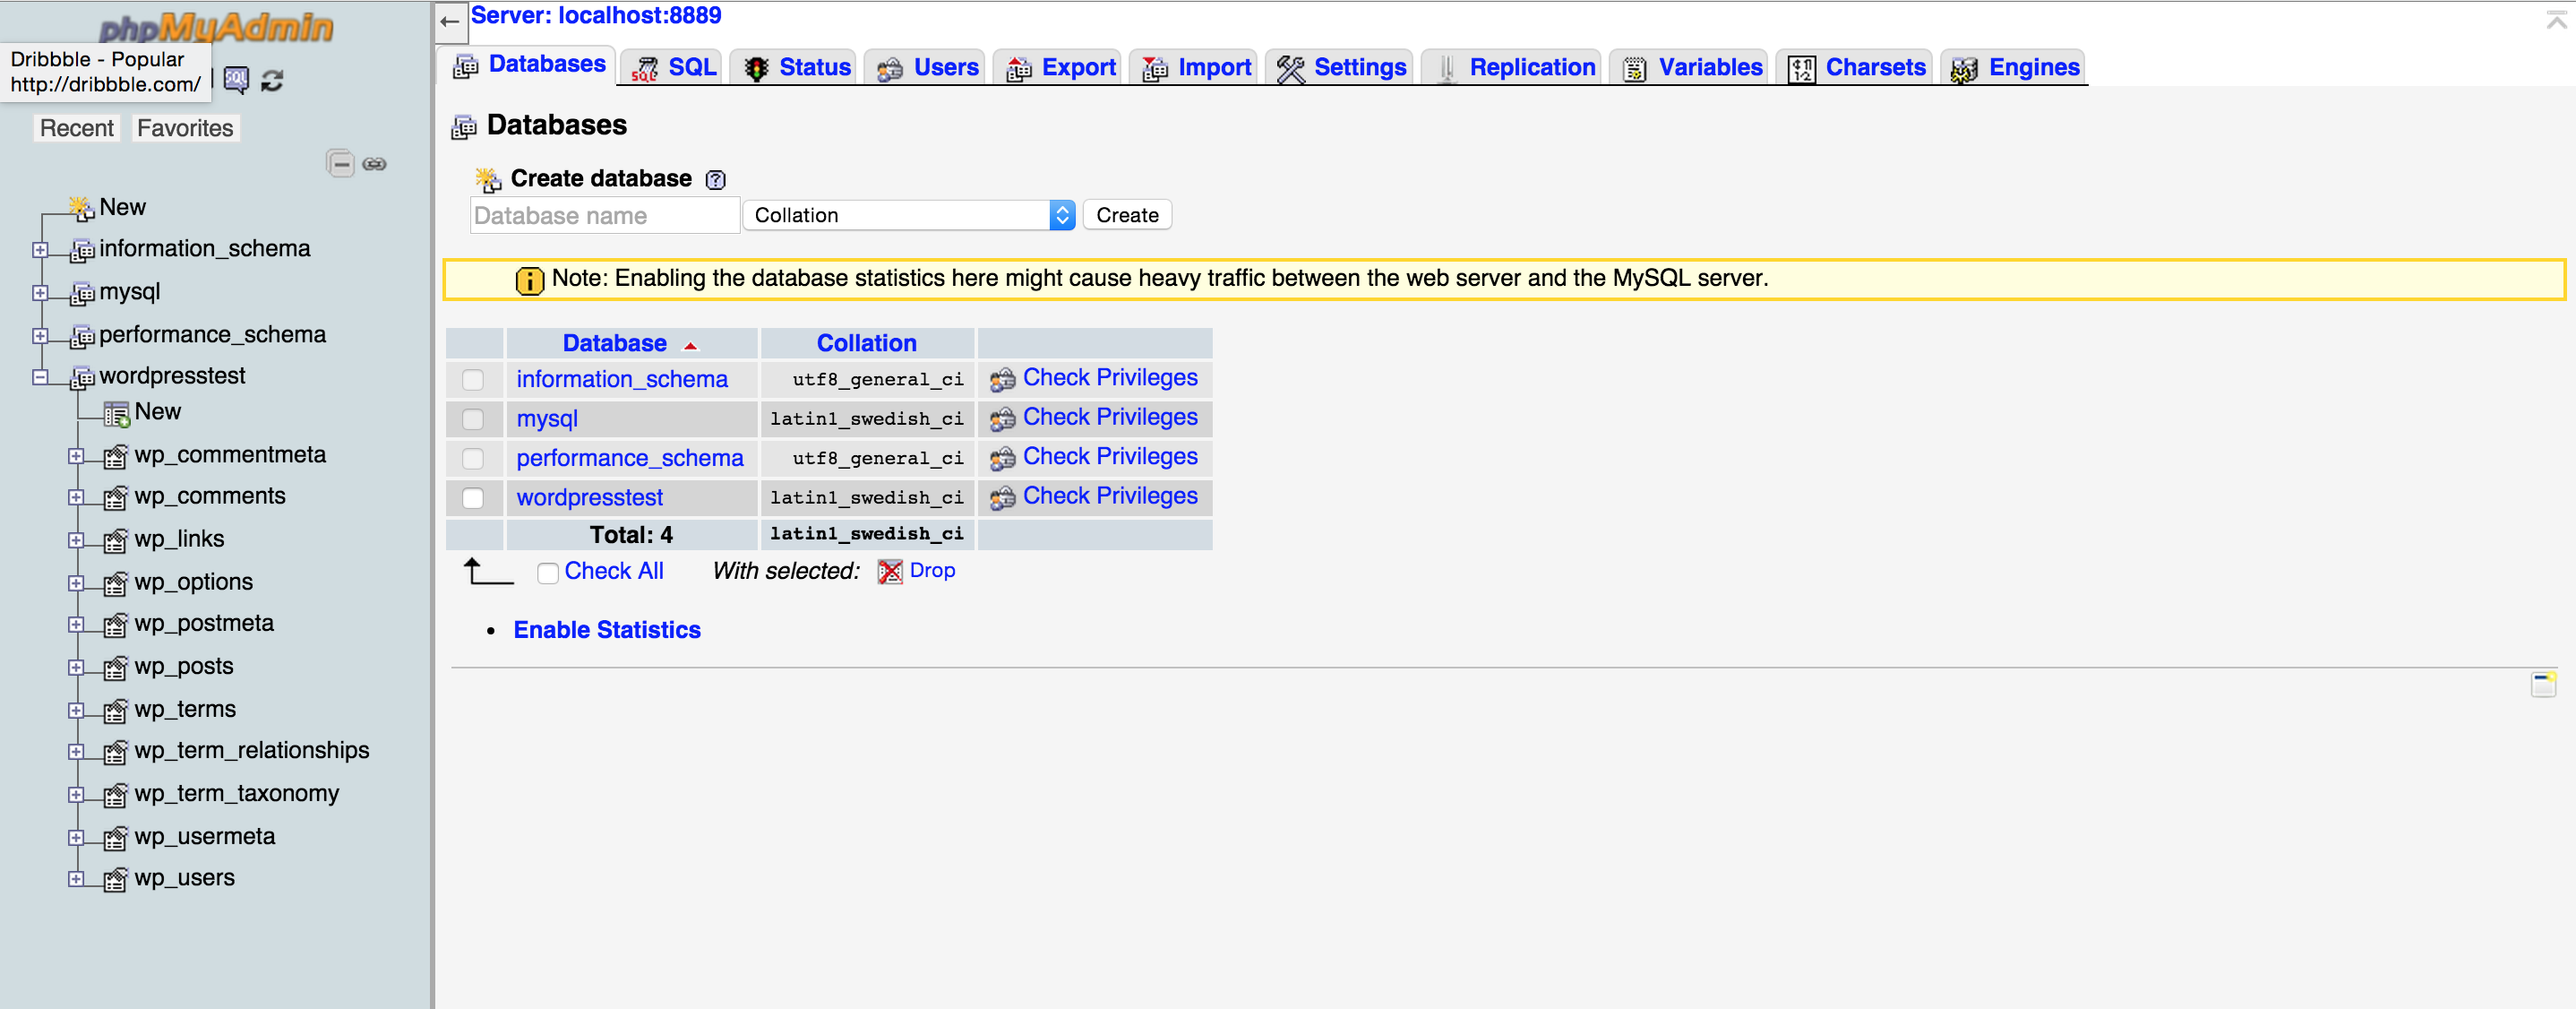 phpMyAdmin
Dribbble - Popular
http://dribbble.com/
SQL
Recent Favorites
New
information_schema
mysql
performance_schema
wordpresstest
New
wp_commentmeta
wp_comments
wp_links
wp_options
wp_postmeta
wp_posts
wp_terms
wp_term_relationships
wp_term_taxonomy
wp_usermeta
wp_users
Server: localhost:8889
Databases SQL Status Users Export Import Settings Replication Variables Charsets Engines
Databases
Create database
Database name Collation Create
Note: Enabling the database statistics here might cause heavy traffic between the web server and the MySQL server.
Database Collation
information_schema utf8_general_ci Check Privileges
mysql latin1_swedish_ci Check Privileges
performance_schema utf8_general_ci Check Privileges
wordpresstest latin1_swedish_ci Check Privileges
Total: 4 latin1_swedish_ci
Check All With selected: Drop
• Enable Statistics